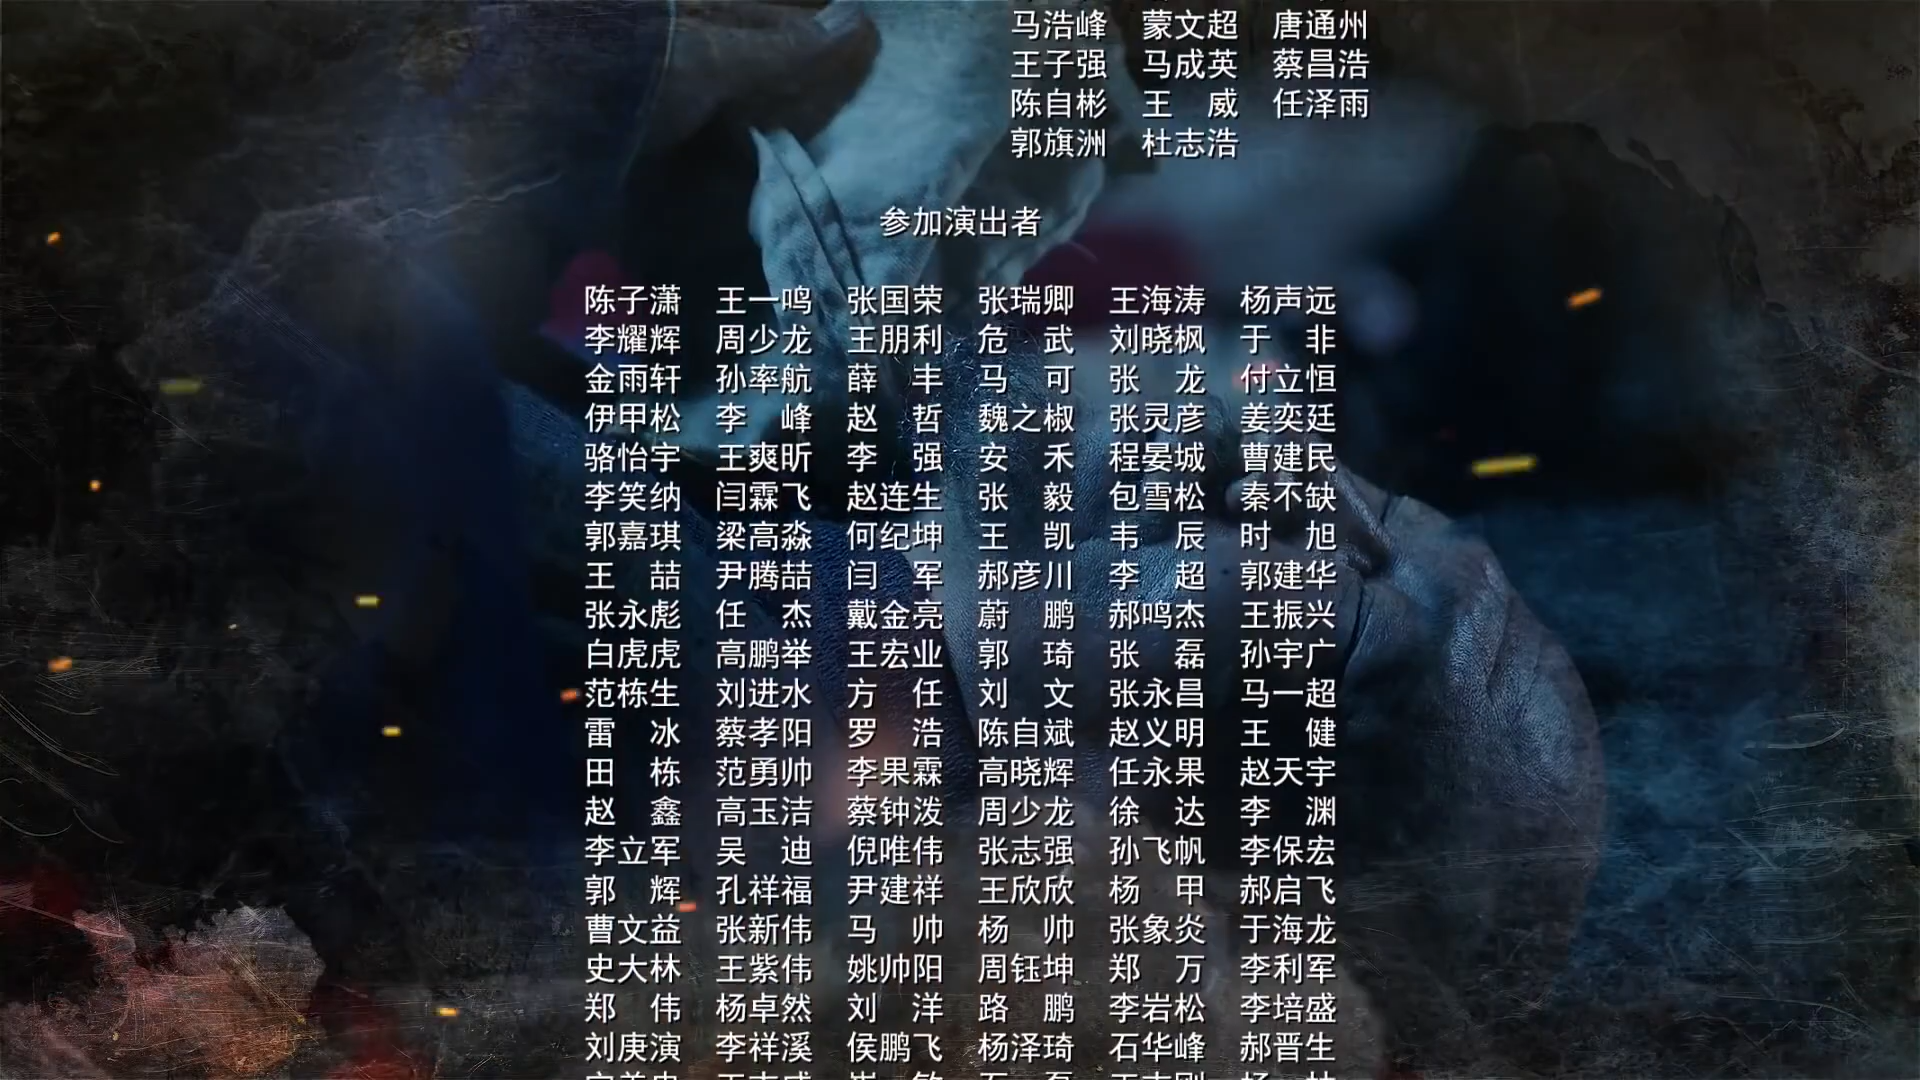 马浩峰 蒙文超 唐通州
王子强 马成英 蔡昌浩
陈自彬 王 威 任泽雨
郭旗洲 杜志浩
参加演出者
陈子潇 王一鸣 张国荣 张瑞卿 王海涛 杨声远
李耀辉 周少龙 王朋利 危 武 刘晓枫 于 非
金雨轩 孙率航 薛 丰 马 可 张 龙 付立恒
伊甲松 李 峰 赵 哲 魏之椒 张灵彦 姜奕廷
骆怡宇 王爽昕 李 强 安 禾 程晏城 曹建民
李笑纳 闫霖飞 赵连生 张 毅 包雪松 秦不缺
郭嘉琪 梁高淼 何纪坤 王 凯 韦 辰 时 旭
王 喆 尹腾喆 闫 军 郝彦川 李 超 郭建华
张永彪 任 杰 戴金亮 蔚 鹏 郝鸣杰 王振兴
白虎虎 高鹏举 王宏业 郭 琦 张 磊 孙宇广
范栋生 刘进水 方 任 刘 文 张永昌 马一超
雷 冰 蔡孝阳 罗 浩 陈自斌 赵义明 王 健
田 栋 范勇帅 李果霖 高晓辉 任永果 赵天宇
赵 鑫 高玉洁 蔡钟泼 周少龙 徐 达 李 渊
李立军 吴 迪 倪唯伟 张志强 孙飞帆 李保宏
郭 辉 孔祥福 尹建祥 王欣欣 杨 甲 郝启飞
曹文益 张新伟 马 帅 杨 帅 张象炎 于海龙
史大林 王紫伟 姚帅阳 周钰坤 郑 万 李利军
郑 伟 杨卓然 刘 洋 路 鹏 李岩松 李培盛
刘庚演 李祥溪 侯鹏飞 杨泽琦 石华峰 郝晋生